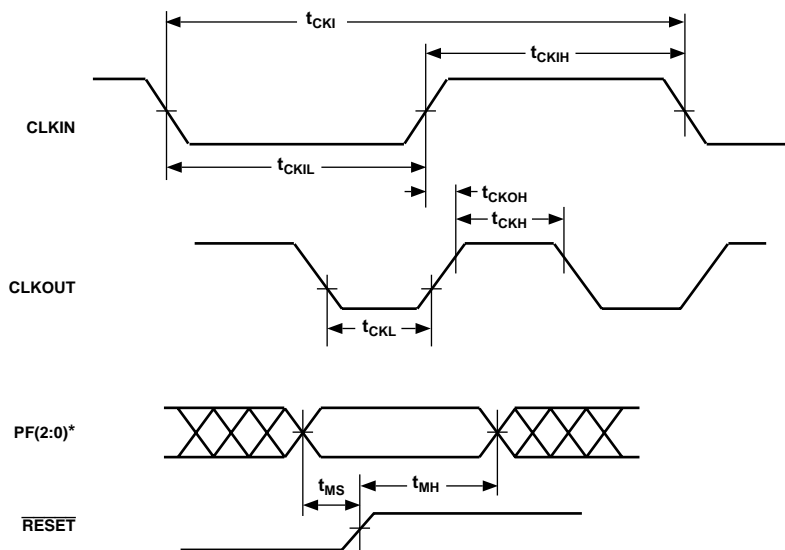 tCKI
tCKIH
CLKIN
tCKIL
tCKOH
tCKH
CLKOUT
tCKL
PF(2:0)*
tMS
tMH
RESET